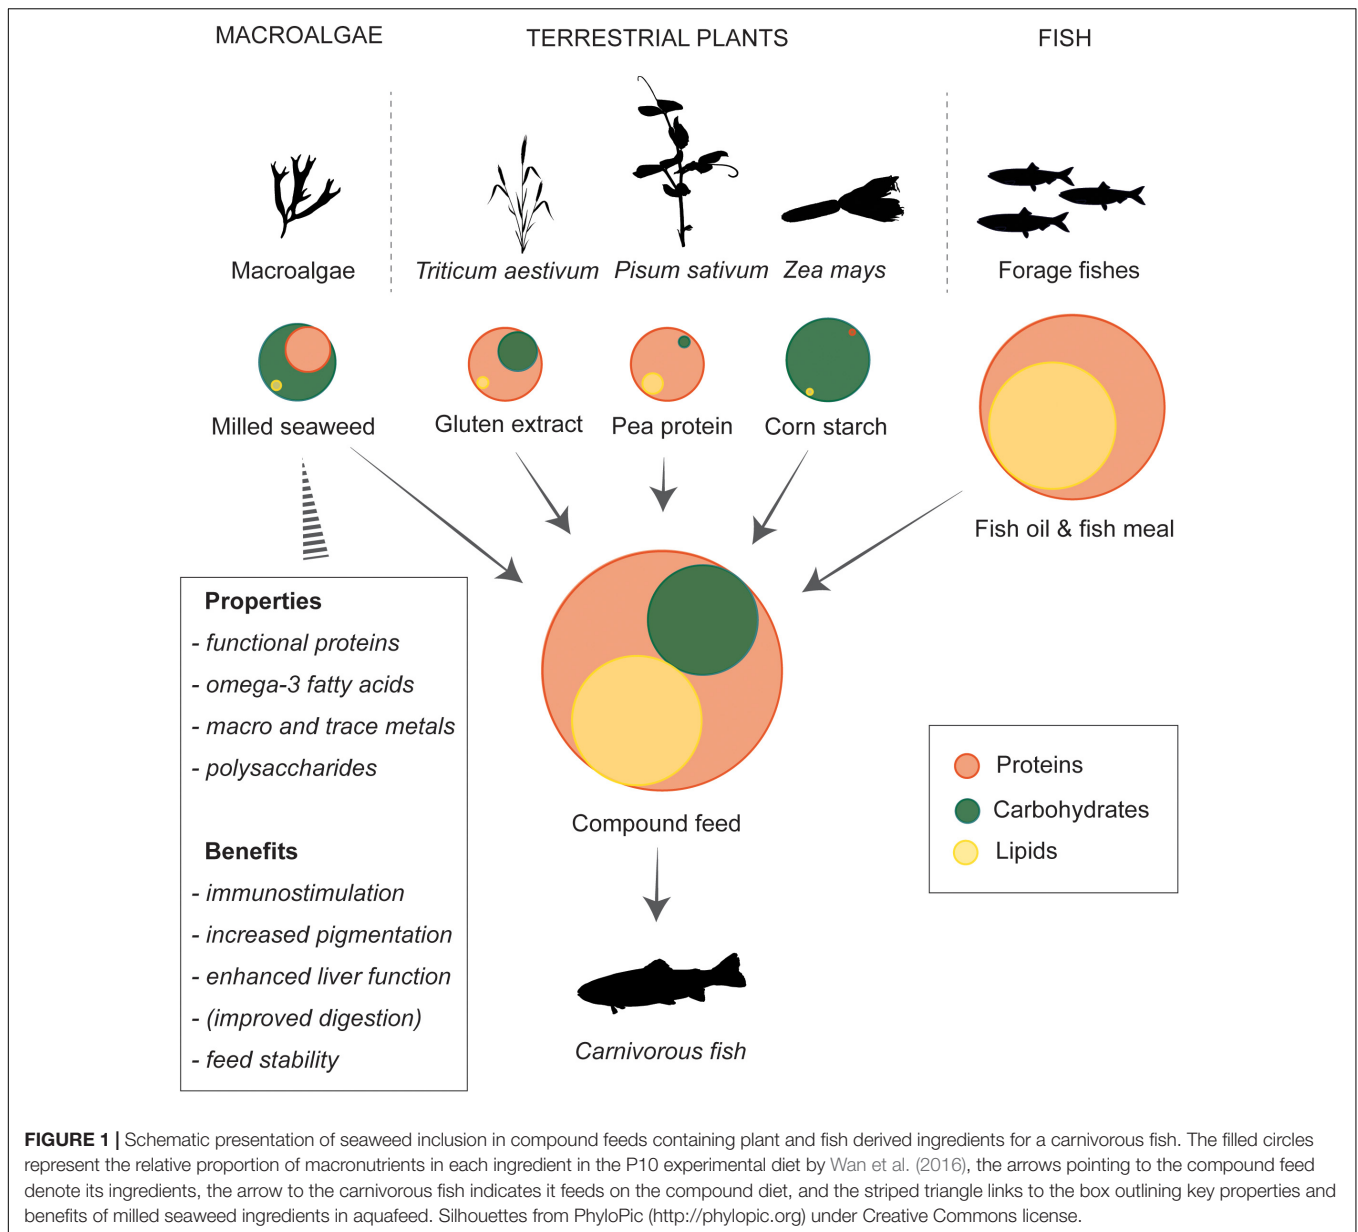 MACROALGAE
TERRESTRIAL PLANTS
FISH
Macroalgae
Triticum aestivum
Pisum sativum
Zea mays
Forage fishes
Milled seaweed
Gluten extract
Pea protein
Corn starch
Fish oil & fish meal
Properties
- functional proteins
- omega-3 fatty acids
- macro and trace metals
- polysaccharides
Benefits
- immunostimulation
- increased pigmentation
- enhanced liver function
- (improved digestion)
- feed stability
Compound feed
Carnivorous fish
Proteins
Carbohydrates
Lipids
FIGURE 1 | Schematic presentation of seaweed inclusion in compound feeds containing plant and fish derived ingredients for a carnivorous fish. The filled circles
represent the relative proportion of macronutrients in each ingredient in the P10 experimental diet by Wan et al. (2016), the arrows pointing to the compound feed
denote its ingredients, the arrow to the carnivorous fish indicates it feeds on the compound diet, and the striped triangle links to the box outlining key properties and
benefits of milled seaweed ingredients in aquafeed. Silhouettes from PhyloPic (http://phylopic.org) under Creative Commons license.